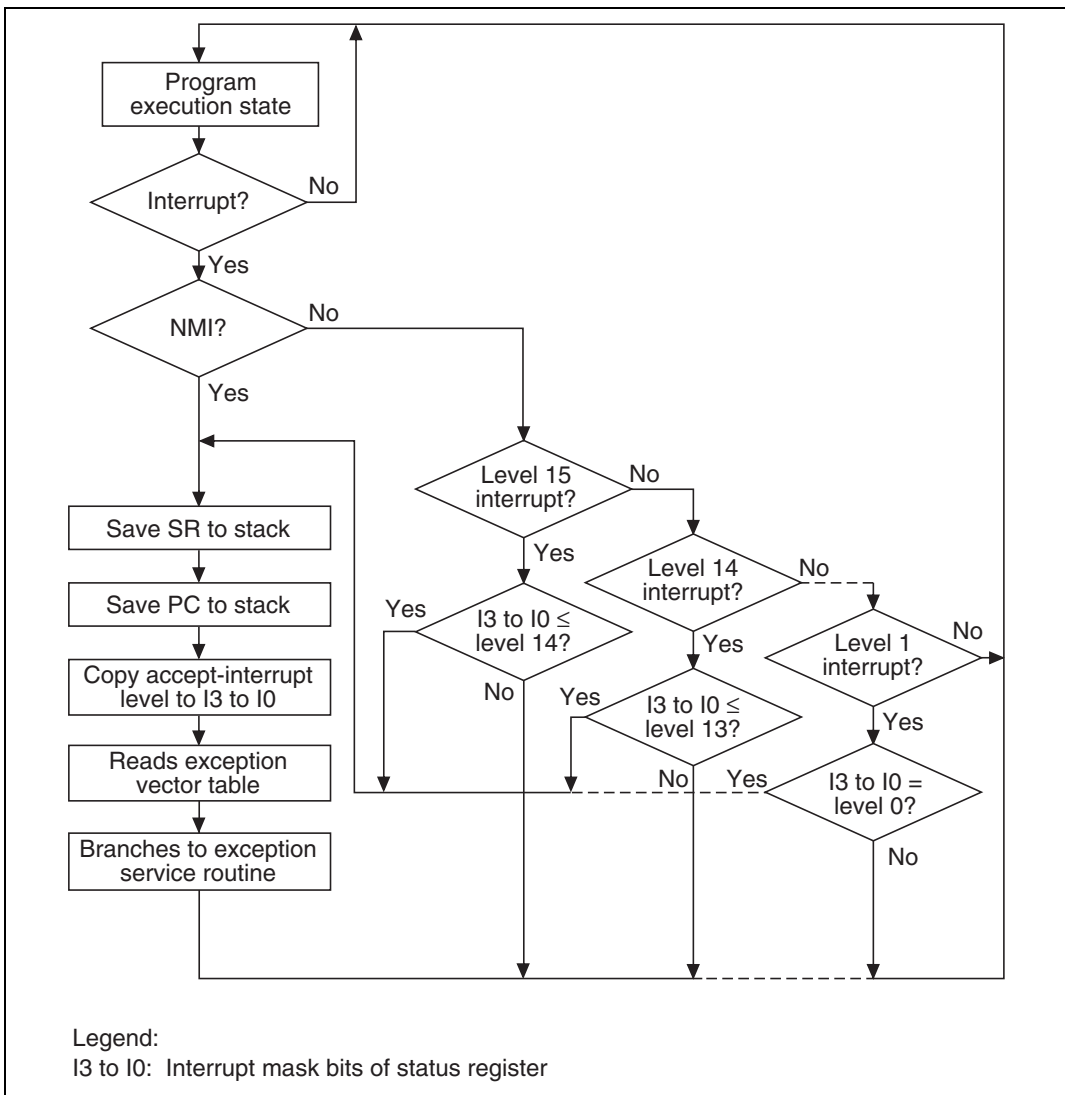 Program
execution state
Interrupt?
No
Yes
NMI?
No
Yes
Level 15
interrupt?
No
Yes
Level 14
interrupt?
No
Yes
Level 1
interrupt?
No
Yes
I3 to I0 ≤
level 14?
Yes
No
I3 to I0 ≤
level 13?
Yes
No
I3 to I0 =
level 0?
Yes
No
Save SR to stack
Save PC to stack
Copy accept-interrupt
level to I3 to I0
Reads exception
vector table
Branches to exception
service routine
Legend:
I3 to I0: Interrupt mask bits of status register